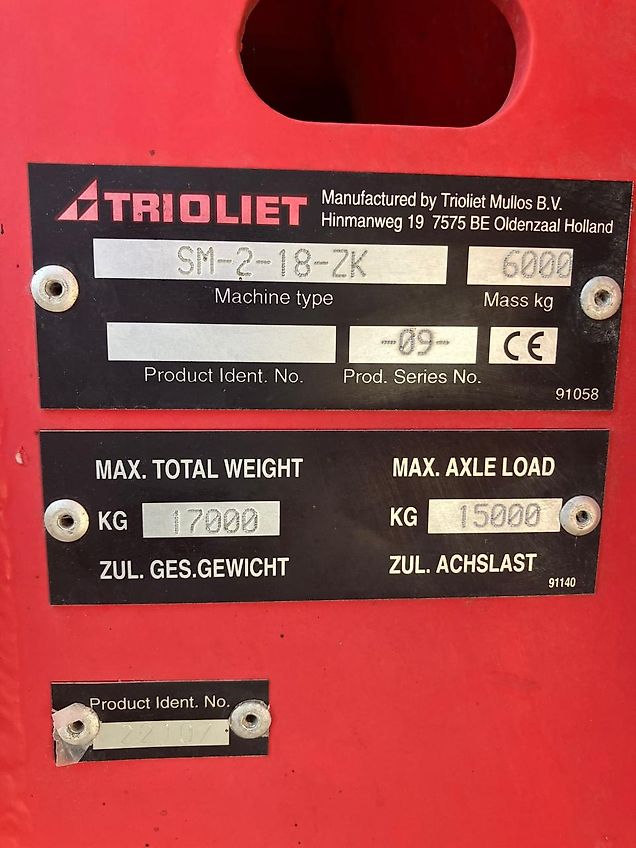 TRIOLIET
Manufactured by Trioliet Mullos B.V.
Hinmanweg 19 7575 BE Oldenzaal Holland
SM-2-18-ZK
6000
Machine type
Mass kg
-09-
CE
Product Ident. No.
Prod. Series No.
91058
MAX. TOTAL WEIGHT
MAX. AXLE LOAD
KG 17000
KG 15000
ZUL. GES.GEWICHT
ZUL. ACHSLAST
91140
Product Ident. No.